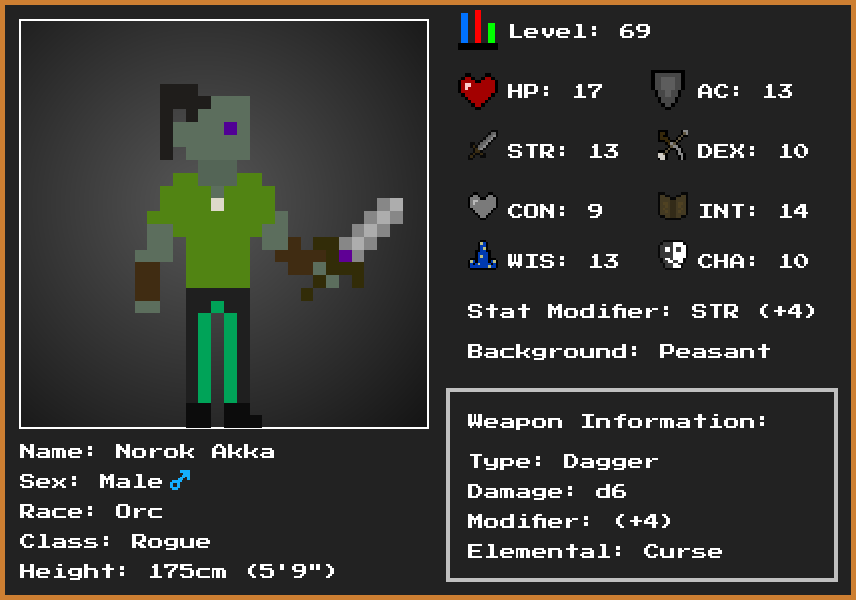 Level: 69
HP: 17 AC: 13
STR: 13 DEX: 10
CON: 9 INT: 14
WIS: 13 CHA: 10
Stat Modifier: STR (+4)
Background: Peasant
Weapon Information:
Type: Dagger
Damage: d6
Modifier: (+4)
Elemental: Curse
Name: Norok Akka
Sex: Male ♂
Race: Orc
Class: Rogue
Height: 175cm (5'9")